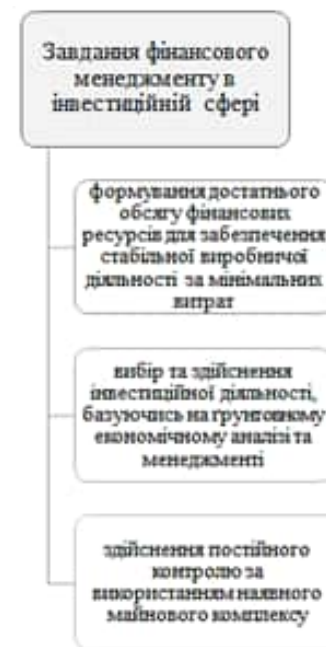 Завдання фінансового
менеджменту в
інвестиційній сфері
формування достатнього
обсягу фінансових
ресурсів для забезпечення
стабільної виробничої
діяльності за мінімальних
витрат
вибір та здійснення
інвестиційної діяльності,
базуючись на ґрунтовному
економічному аналізі та
менеджменті
здійснення постійного
контролю за
використанням наявного
майнового комплексу